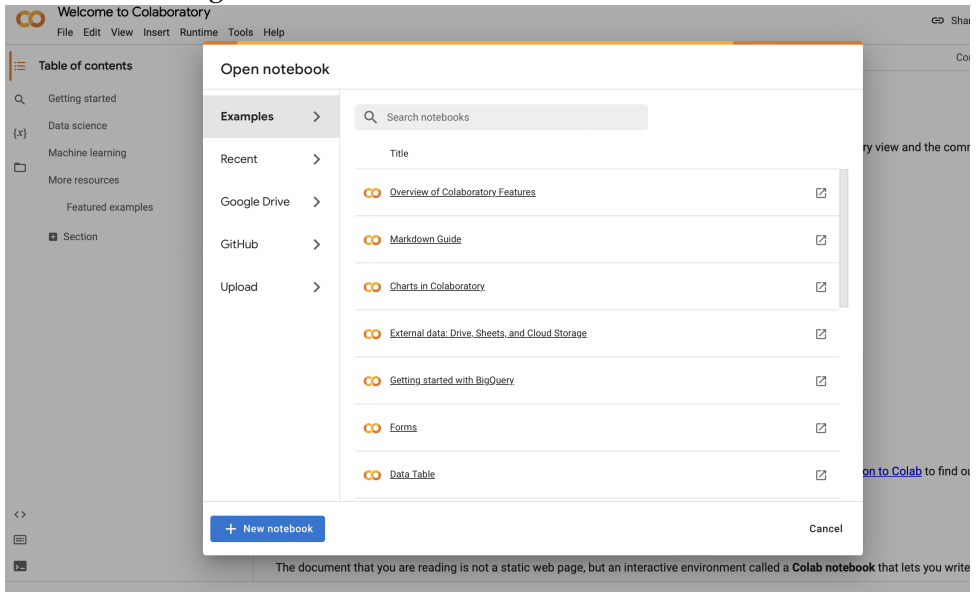 Welcome to Colaboratory
File Edit View Insert Runtime Tools Help
Table of contents
Getting started
Data science
{x}
Machine learning
More resources
Featured examples
Section
Open notebook
Examples
Recent
Google Drive
GitHub
Upload
Search notebooks
Title
Overview of Colaboratory Features
Markdown Guide
Charts in Colaboratory
External data: Drive, Sheets, and Cloud Storage
Getting started with BigQuery
Forms
Data Table
+ New notebook
Cancel
view and the
on to Colab to find
The document that you are reading is not a static web page, but an interactive environment called a Colab notebook that lets you write